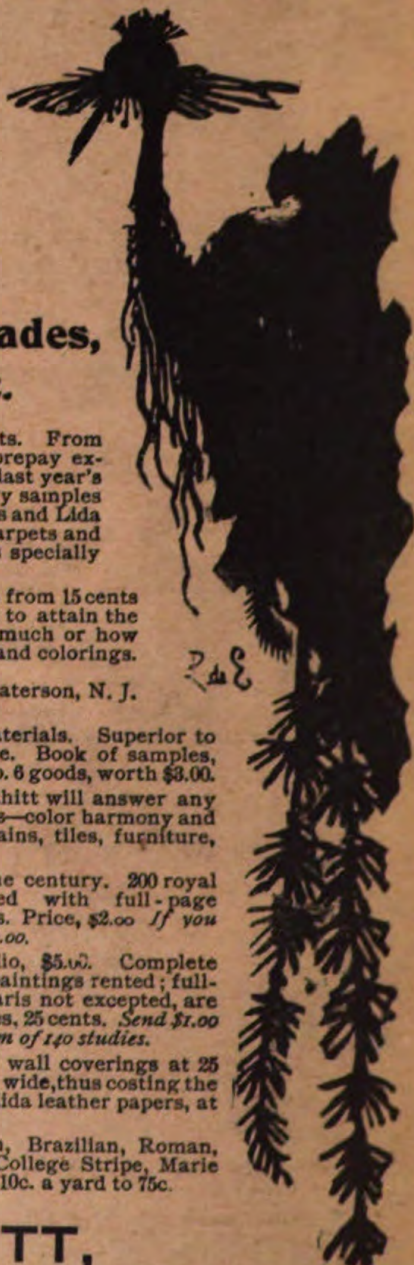 ades,
ts. From
prepay ex-
last year's
y samples
s and Lida
arpets and
s specially
from 15 cents
to attain the
much or how
and colorings.
aterson, N. J.
aterials. Superior to
e. Book of samples,
o. 6 goods, worth $3.00.
hitt will answer any
s—color harmony and
ains, tiles, furniture,
e century. 200 royal
ed with full-page
s. Price, $2.00 If you
.00.
io, $5.00. Complete
aintings rented; full-
aris not excepted, are
es, 25 cents. Send $1.00
n of 140 studies.
wall coverings at 25
wide, thus costing the
ida leather papers, at
, Brazilian, Roman,
College Stripe, Marie
10c. a yard to 75c.
TT,